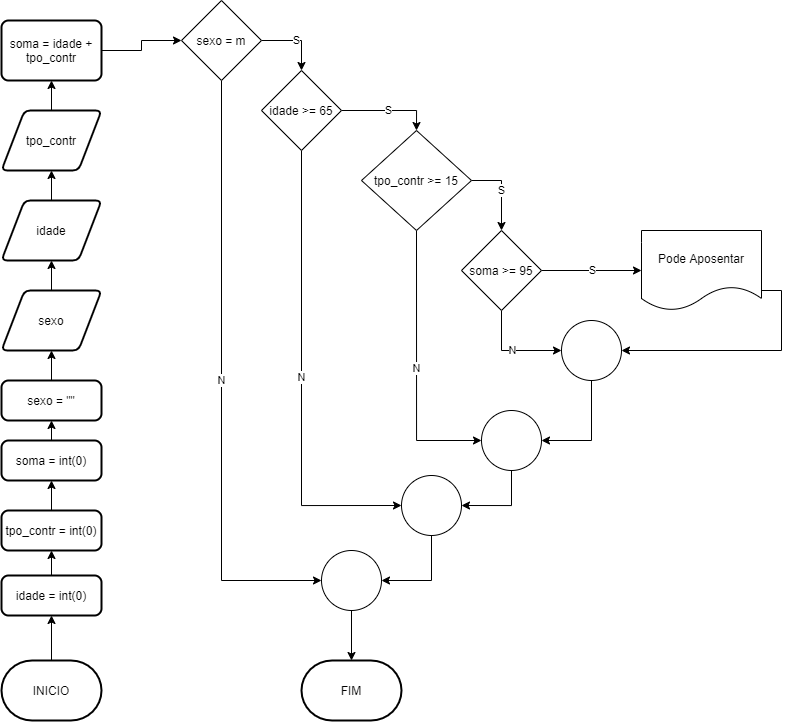 soma = idade +
tpo_contr
sexo = m
S
idade >= 65
S
tpo_contr
tpo_contr >= 15
S
idade
soma >= 95
S
Pode Aposentar
sexo
N
N
N
N
sexo = ""
soma = int(0)
tpo_contr = int(0)
idade = int(0)
INICIO
FIM